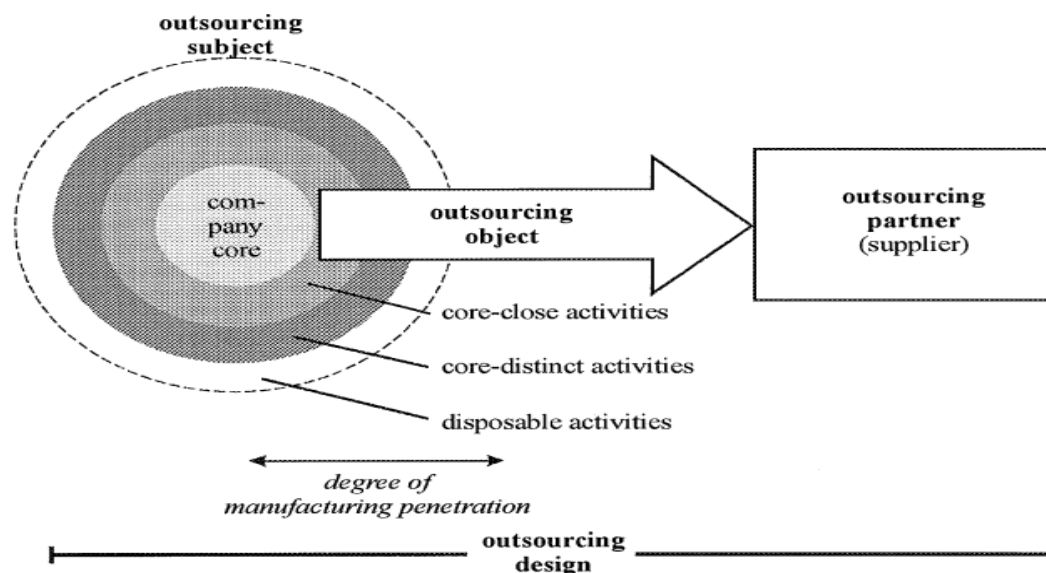 outsourcing
subject
com-
pany
core
outsourcing
object
outsourcing
partner
(supplier)
core-close activities
core-distinct activities
disposable activities
degree of
manufacturing penetration
outsourcing
design